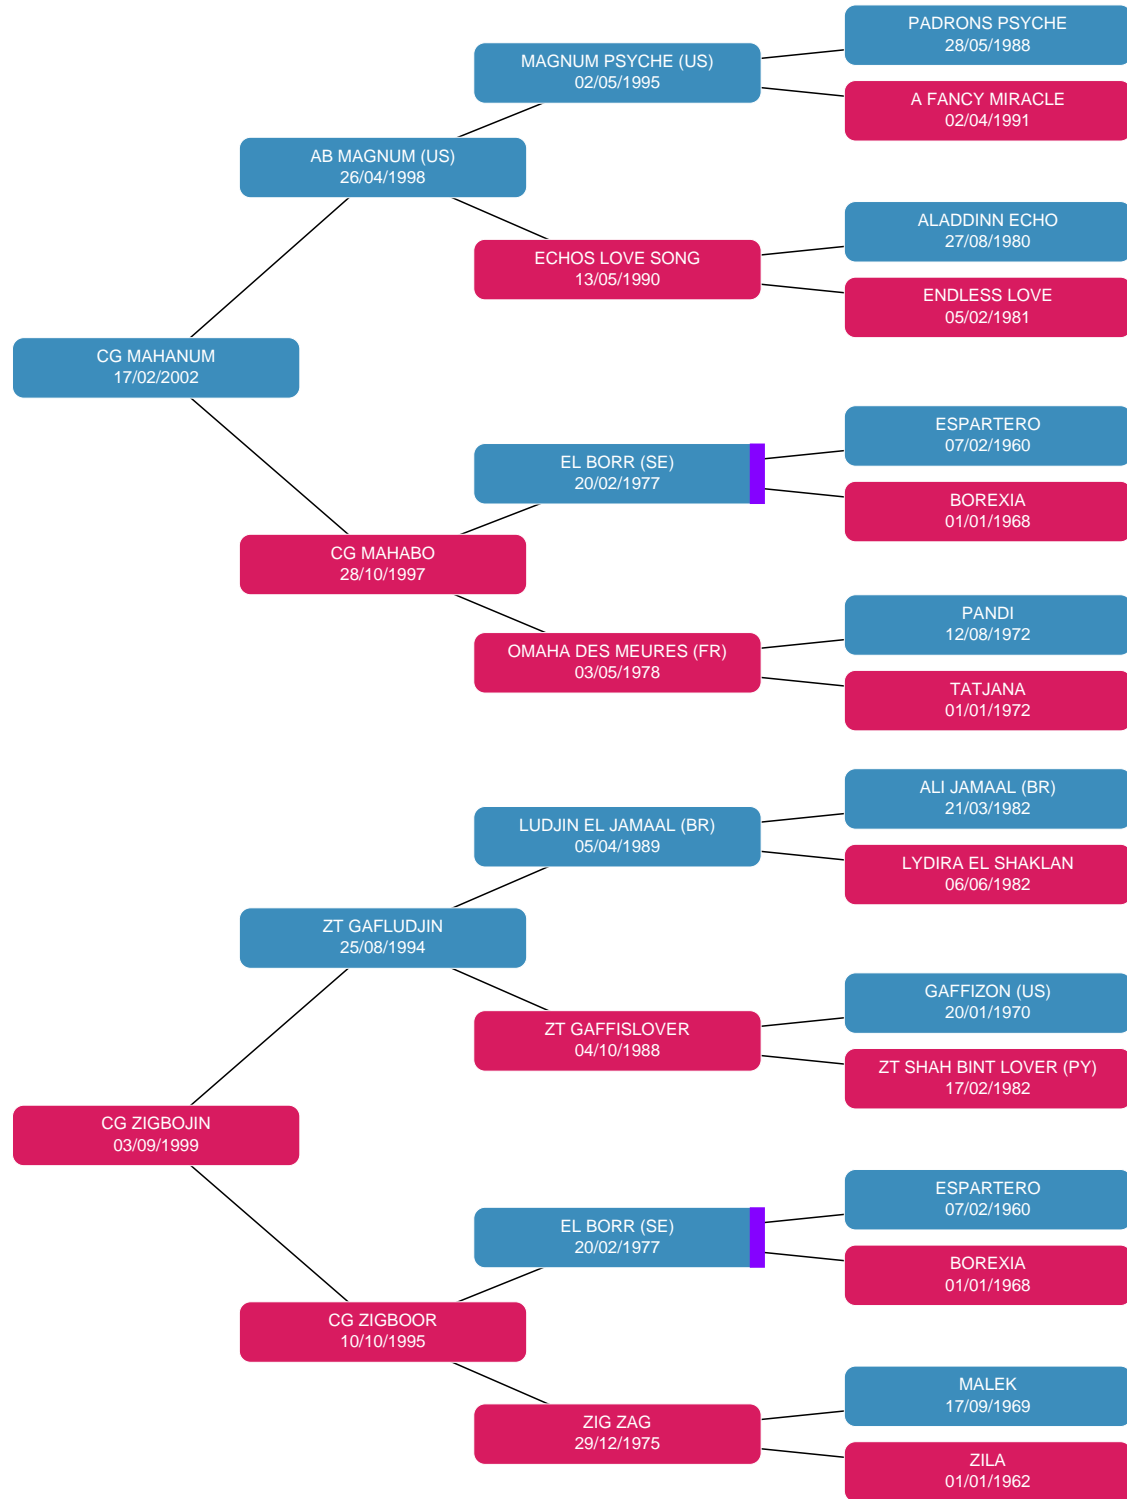 PADRONS PSYCHE
28/05/1988
MAGNUM PSYCHE (US)
02/05/1995
A FANCY MIRACLE
02/04/1991
AB MAGNUM (US)
26/04/1998
ALADDINN ECHO
27/08/1980
ECHOS LOVE SONG
13/05/1990
ENDLESS LOVE
05/02/1981
CG MAHANUM
17/02/2002
ESPARTERO
07/02/1960
EL BORR (SE)
20/02/1977
BOREXIA
01/01/1968
CG MAHABO
28/10/1997
PANDI
12/08/1972
OMAHA DES MEURES (FR)
03/05/1978
TATJANA
01/01/1972
ALI JAMAAL (BR)
21/03/1982
LUDJIN EL JAMAAL (BR)
05/04/1989
LYDIRA EL SHAKLAN
06/06/1982
ZT GAFLUDJIN
25/08/1994
GAFFIZON (US)
20/01/1970
ZT GAFFISLOVER
04/10/1988
ZT SHAH BINT LOVER (PY)
17/02/1982
CG ZIGBOJIN
03/09/1999
ESPARTERO
07/02/1960
EL BORR (SE)
20/02/1977
BOREXIA
01/01/1968
CG ZIGBOOR
10/10/1995
MALEK
17/09/1969
ZIG ZAG
29/12/1975
ZILA
01/01/1962